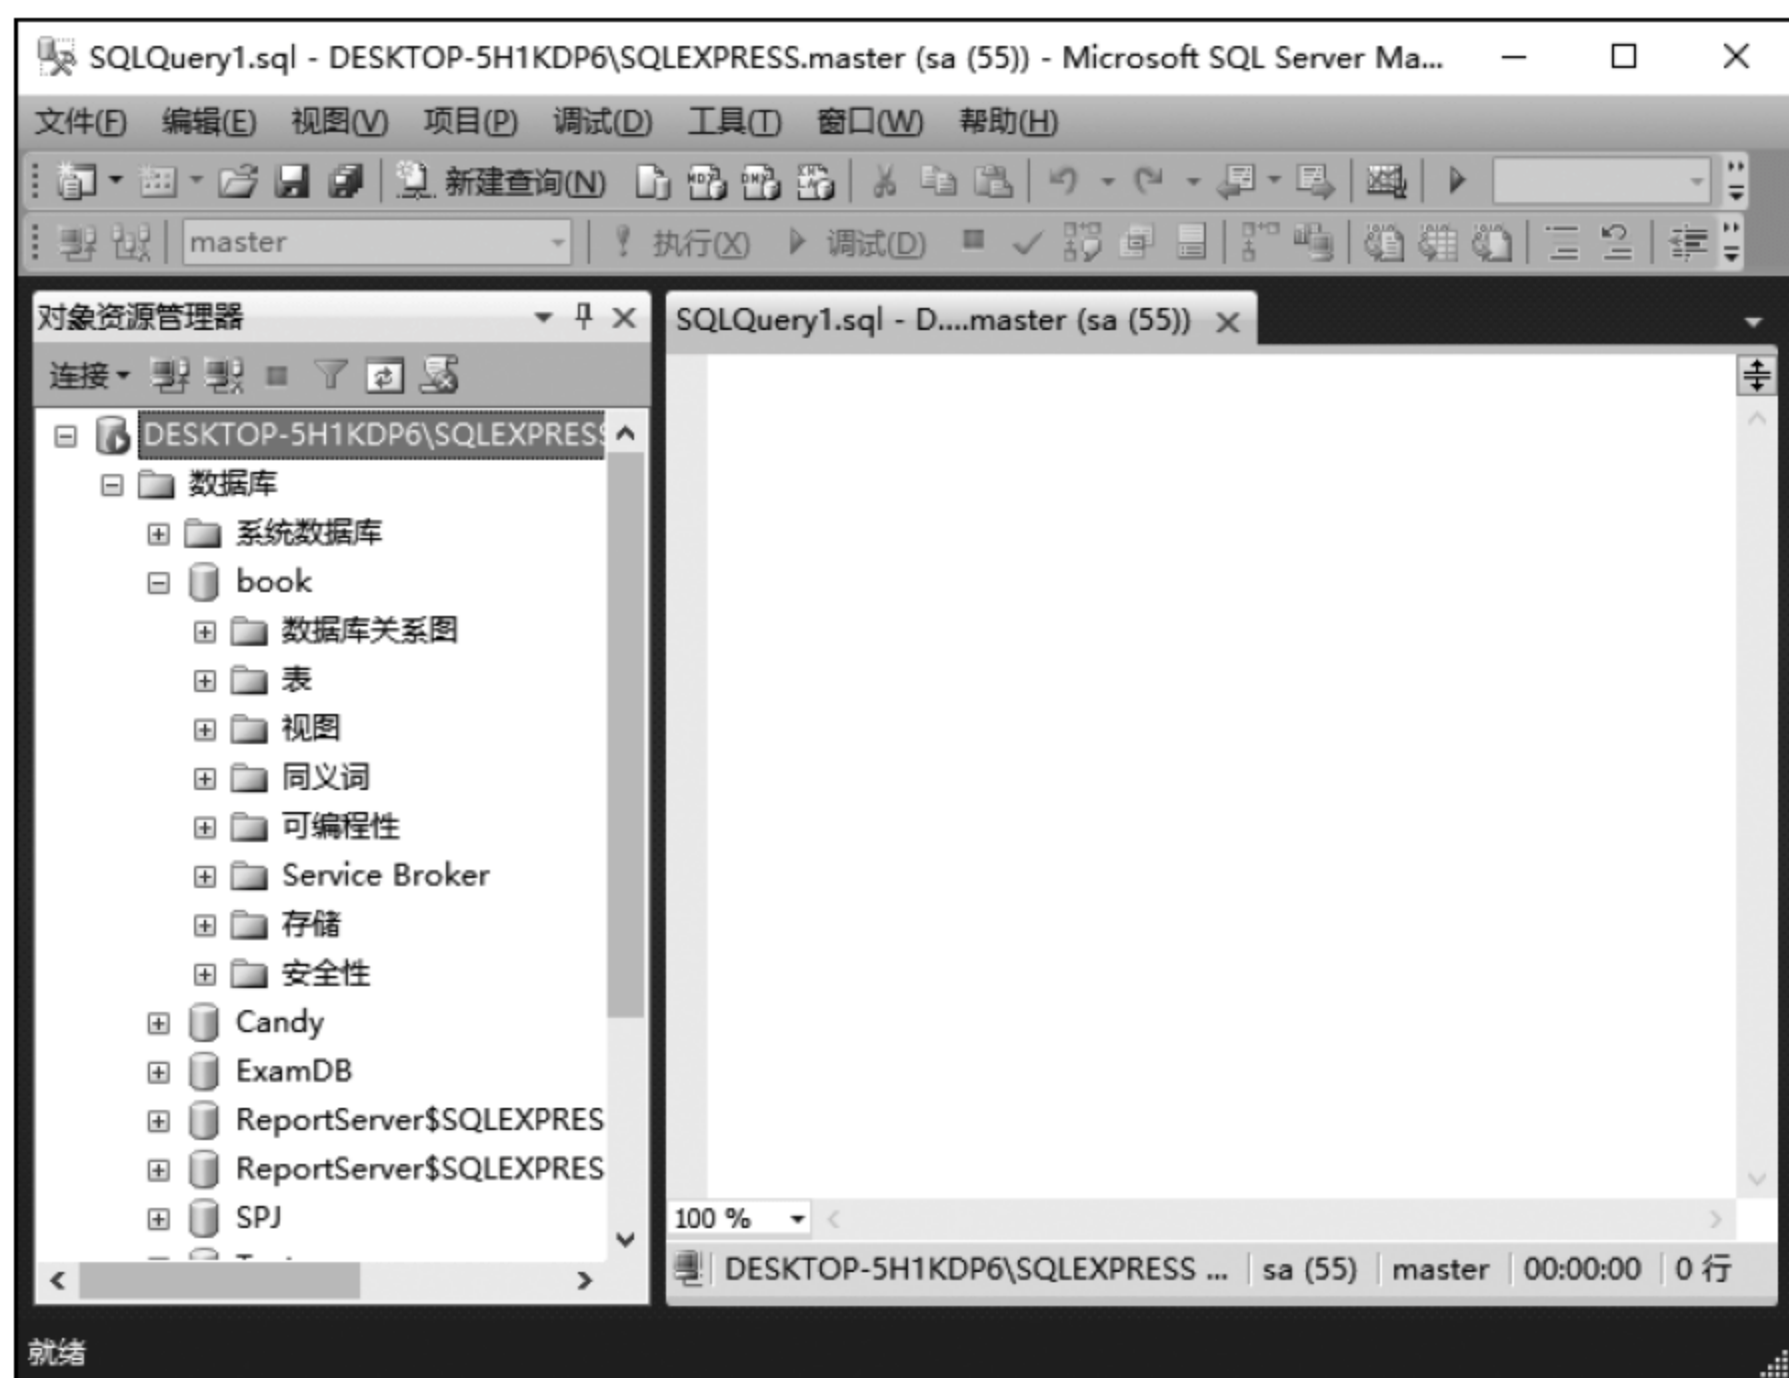 SQLQuery1.sql - DESKTOP-5H1KDP6\SQLEXPRESS.master (sa (55)) - Microsoft SQL Server Ma...
文件(F) 编辑(E) 视图(V) 项目(P) 调试(D) 工具(T) 窗口(W) 帮助(H)
新建查询(N)
master 执行(X) 调试(D)
对象资源管理器
连接
DESKTOP-5H1KDP6\SQLEXPRESS
数据库
系统数据库
book
数据库关系图
表
视图
同义词
可编程性
Service Broker
存储
安全性
Candy
ExamDB
ReportServer$SQLEXPRES
ReportServer$SQLEXPRES
SPJ
SQLQuery1.sql - D....master (sa (55))
100 %
DESKTOP-5H1KDP6\SQLEXPRESS ... sa (55) master 00:00:00 0 行
就绪